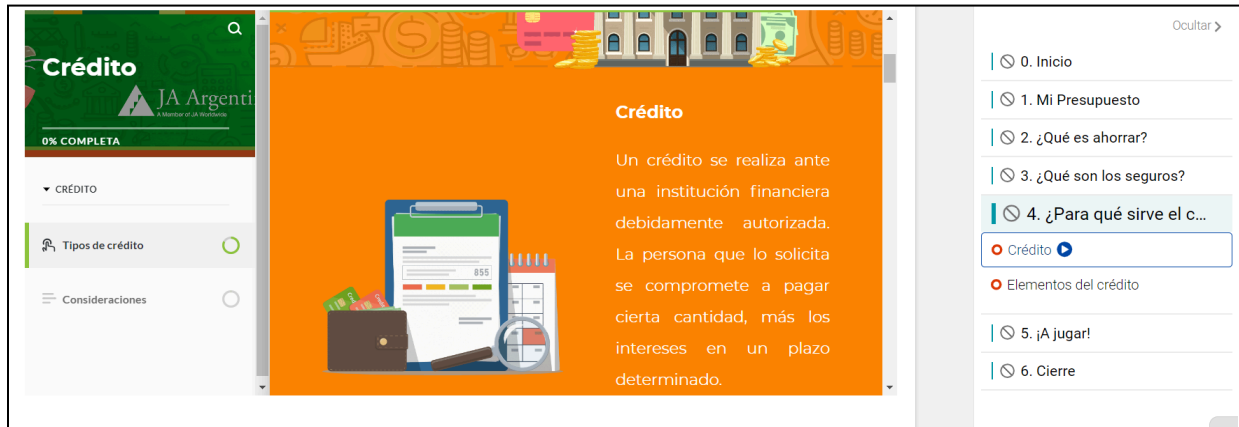 Crédito
JA Argenti
A Member of JA Worldwide
0% COMPLETA
CRÉDITO
Tipos de crédito
Consideraciones
855
Crédito
Un crédito se realiza ante
una institución financiera
debidamente autorizada.
La persona que lo solicita
se compromete a pagar
cierta cantidad, más los
intereses en un plazo
determinado.
Ocultar
0. Inicio
1. Mi Presupuesto
2. ¿Qué es ahorrar?
3. ¿Qué son los seguros?
4. ¿Para qué sirve el c...
Crédito
Elementos del crédito
5. ¡A jugar!
6. Cierre